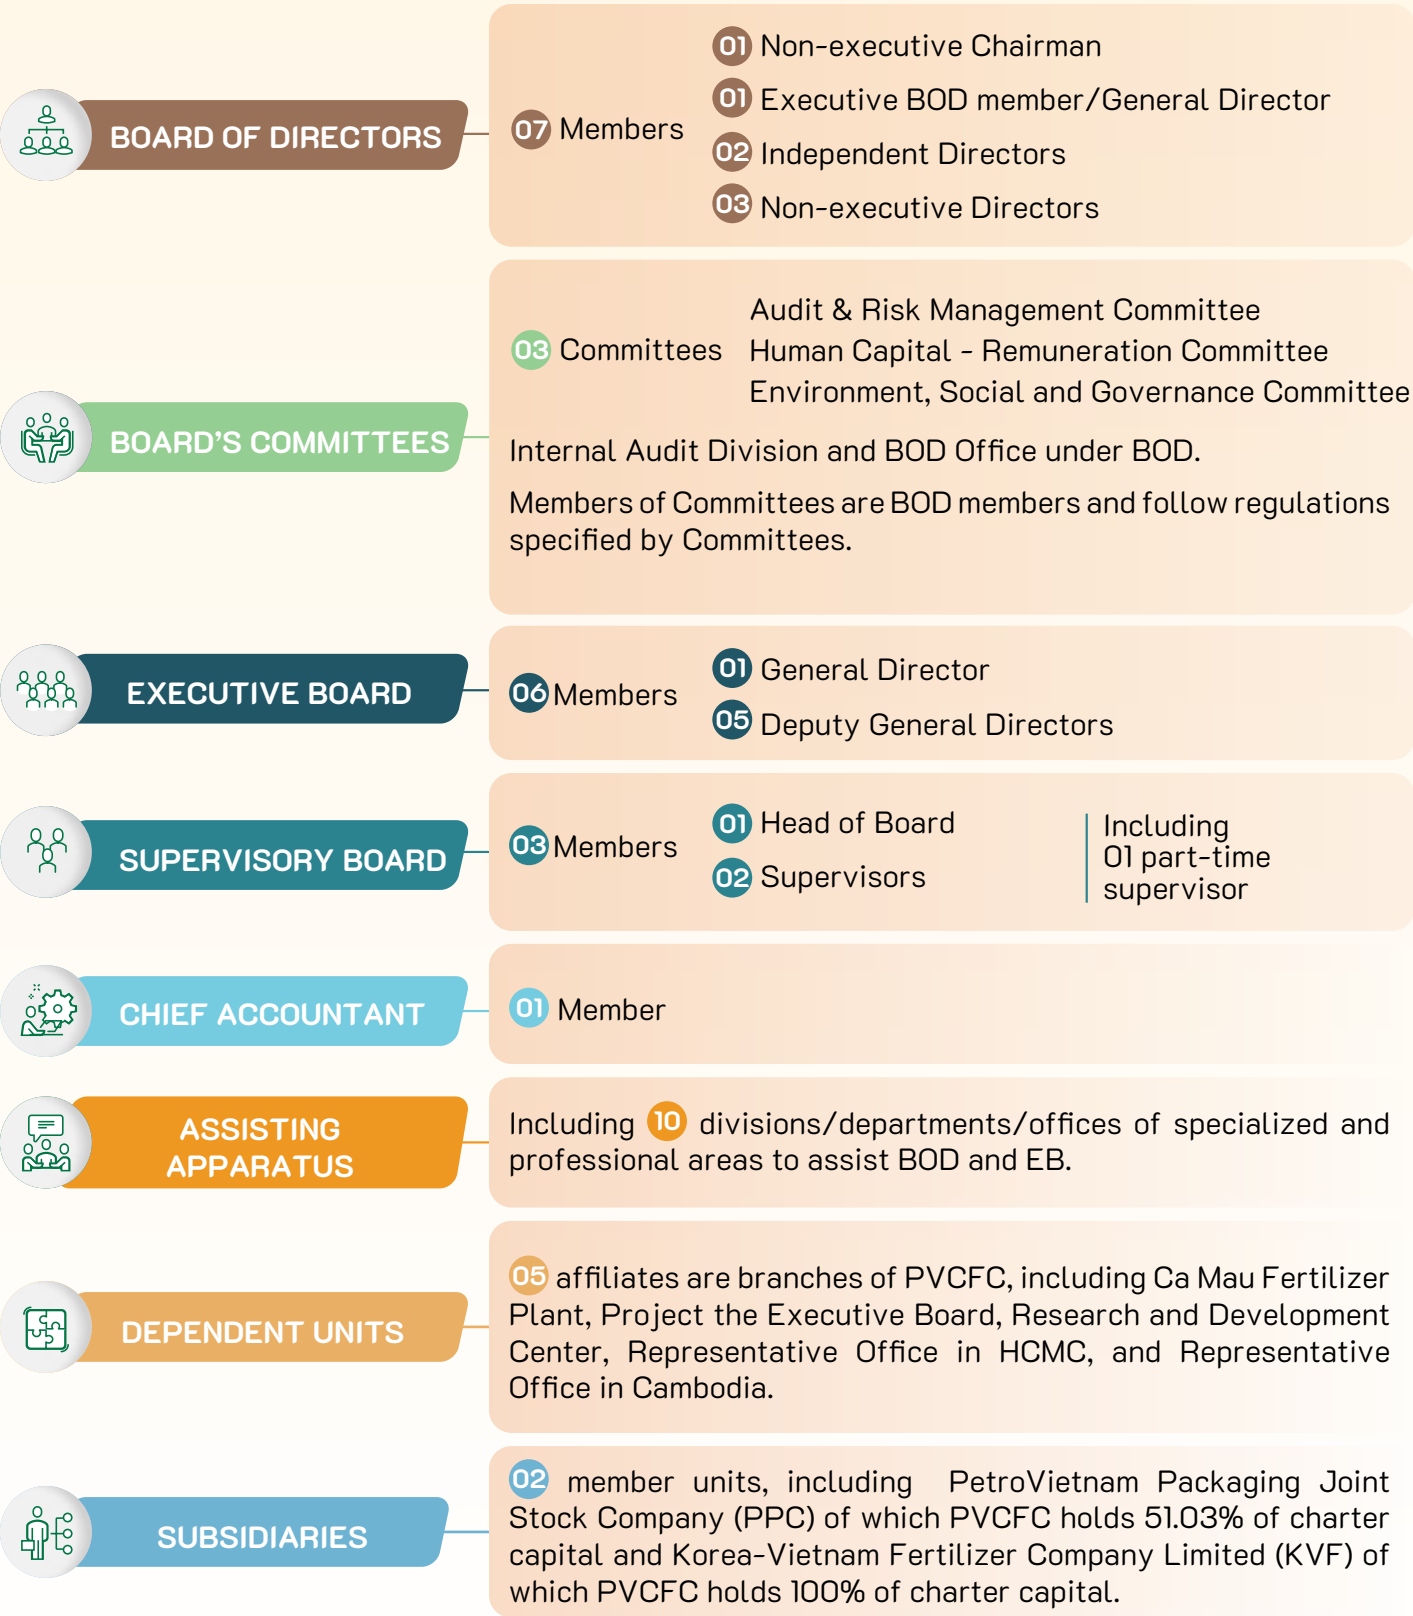 BOARD OF DIRECTORS
07 Members
01 Non-executive Chairman
01 Executive BOD member/General Director
02 Independent Directors
03 Non-executive Directors
BOARD'S COMMITTEES
03 Committees
Audit & Risk Management Committee
Human Capital - Remuneration Committee
Environment, Social and Governance Committee
Internal Audit Division and BOD Office under BOD.
Members of Committees are BOD members and follow regulations
specified by Committees.
EXECUTIVE BOARD
06 Members
01 General Director
05 Deputy General Directors
SUPERVISORY BOARD
03 Members
01 Head of Board
02 Supervisors
Including
01 part-time
supervisor
CHIEF ACCOUNTANT
01 Member
ASSISTING
APPARATUS
Including 10 divisions/departments/offices of specialized and
professional areas to assist BOD and EB.
DEPENDENT UNITS
05 affiliates are branches of PVCFC, including Ca Mau Fertilizer
Plant, Project the Executive Board, Research and Development
Center, Representative Office in HCMC, and Representative
Office in Cambodia.
SUBSIDIARIES
02 member units, including PetroVietnam Packaging Joint
Stock Company (PPC) of which PVCFC holds 51.03% of charter
capital and Korea-Vietnam Fertilizer Company Limited (KVF) of
which PVCFC holds 100% of charter capital.